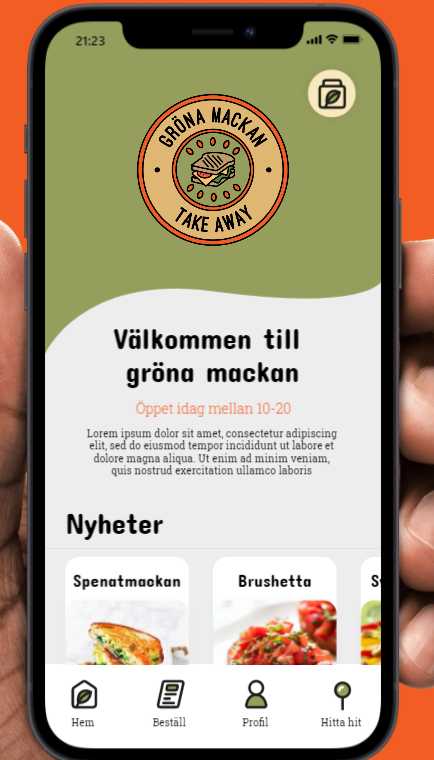 21:23
GRÖNA MACKAN
TAKE AWAY
Välkommen till
gröna mackan
Öppet idag mellan 10-20
Lorem ipsum dolor sit amet, consectetur adipiscing
elit, sed do eiusmod tempor incididunt ut labore et
dolore magna aliqua. Ut enim ad minim veniam,
quis nostrud exercitation ullamco laboris
Nyheter
Spenatmackan Brushetta
Hem Beställ Profil Hitta hit